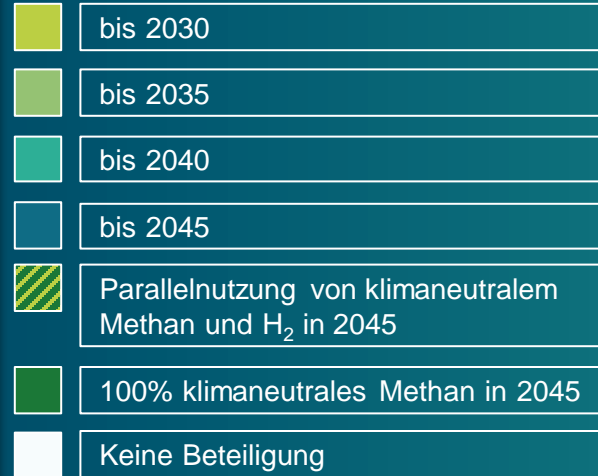 bis 2030
bis 2035
bis 2040
bis 2045
Parallelnutzung von klimaneutralem
Methan und H₂ in 2045
100% klimaneutrales Methan in 2045
Keine Beteiligung